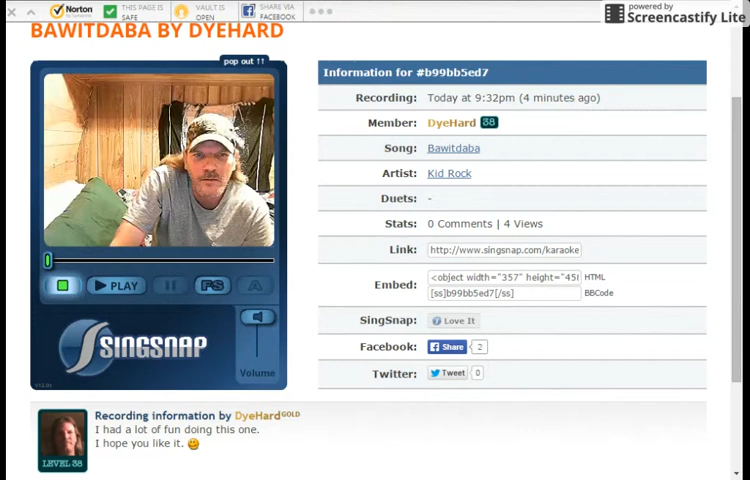 Norton
THIS PAGE IS SAFE
VAULT IS OPEN
SHARE VIA FACEBOOK
powered by
Screencastify Lite
BAWITDABA BY DYEHARD
pop out ↑↑
PLAY
PS
A
SINGSNAP
Volume
Information for #b99bb5ed7
Recording: Today at 9:32pm (4 minutes ago)
Member: DyeHard 38
Song: Bawitdaba
Artist: Kid Rock
Duets: -
Stats: 0 Comments | 4 Views
Link: http://www.singsnap.com/karaoke
Embed: <object width="357" height="45 HTML
[ss]b99bb5ed7[/ss] BBCode
SingSnap: Love It
Facebook: Share 2
Twitter: Tweet 0
Recording information by DyeHard GOLD
I had a lot of fun doing this one.
I hope you like it.
LEVEL 38